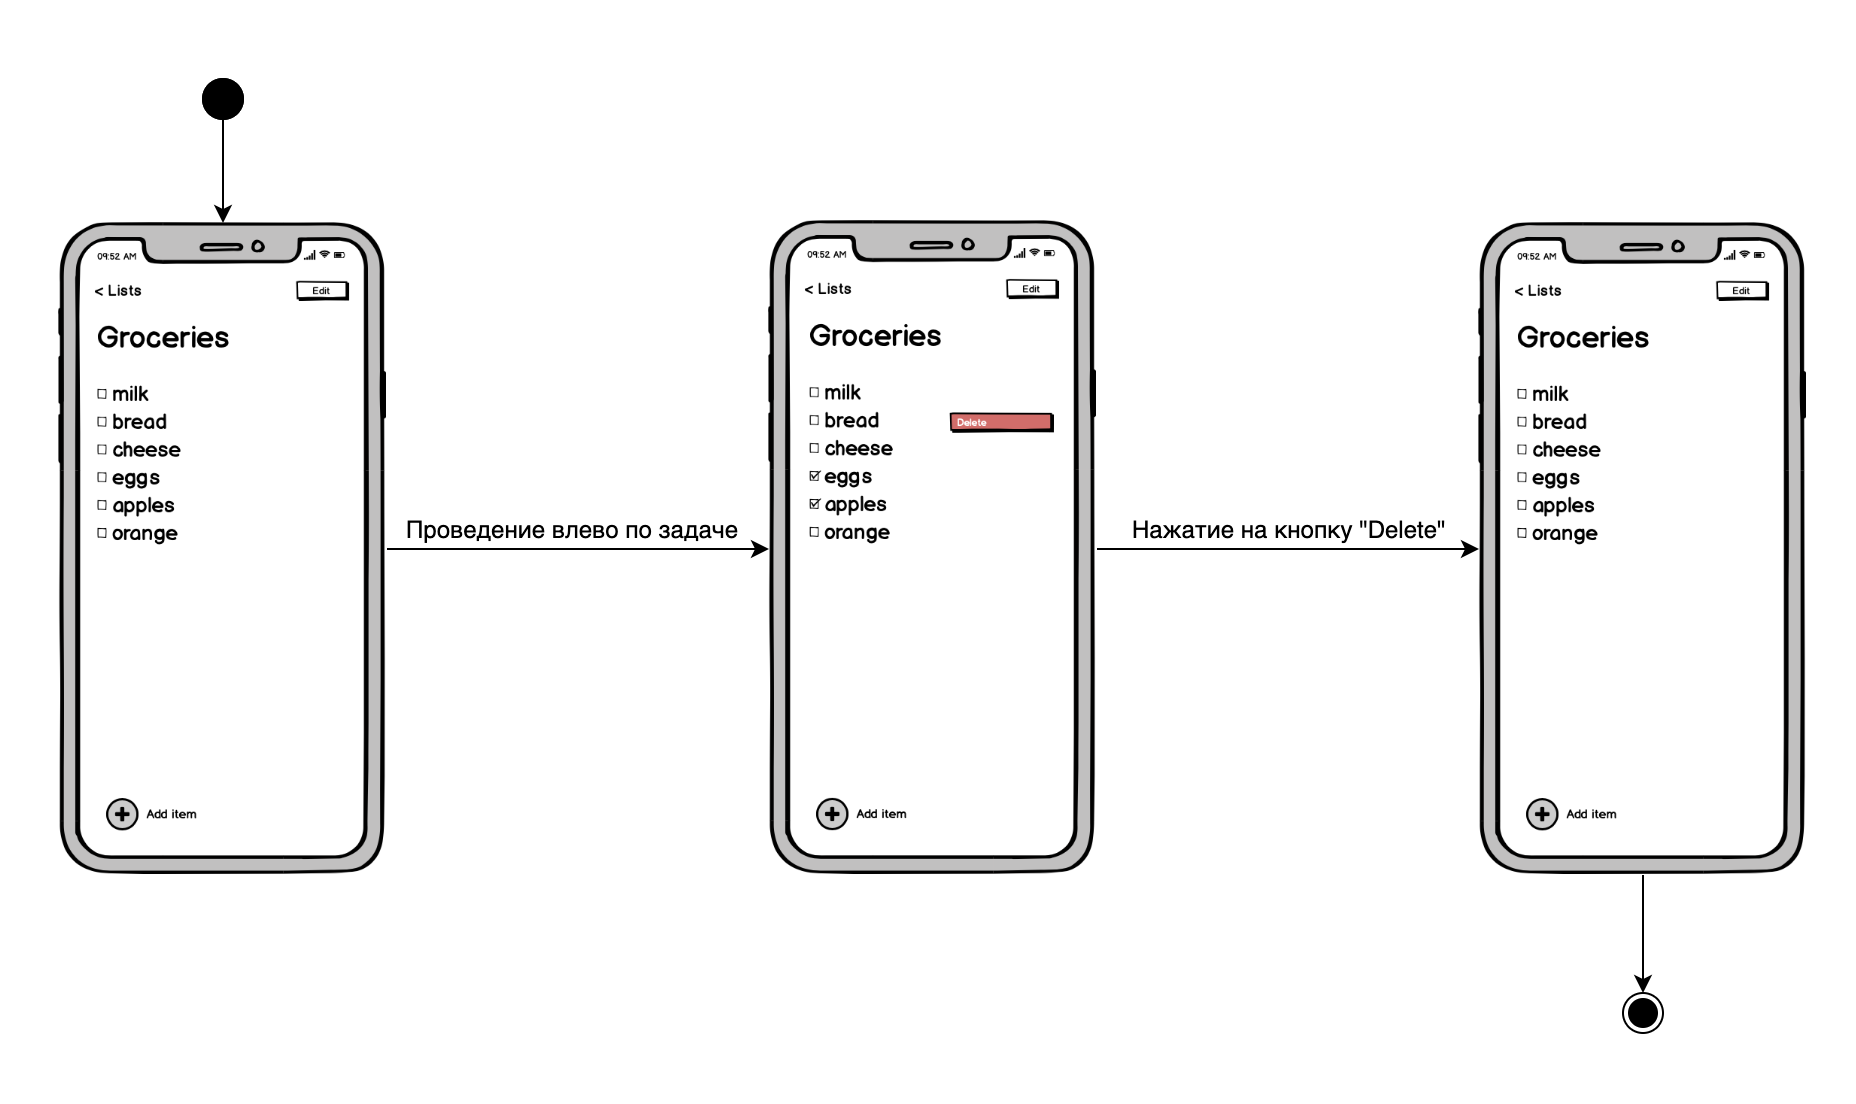 09:52 AM
< Lists
Edit
Groceries
milk
bread
cheese
eggs
apples
orange
Add item
Проведение влево по задаче
09:52 AM
< Lists
Edit
Groceries
milk
bread
Delete
cheese
eggs
apples
orange
Add item
Нажатие на кнопку "Delete"
09:52 AM
< Lists
Edit
Groceries
milk
bread
cheese
eggs
apples
orange
Add item